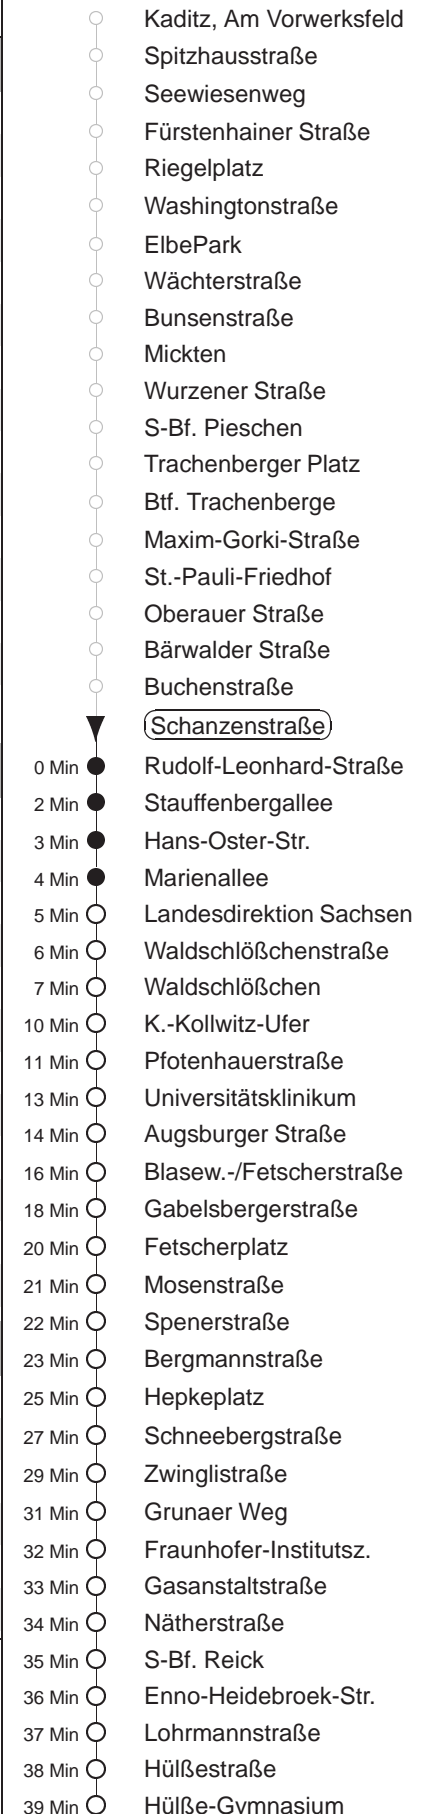 Kaditz, Am Vorwerksfeld
Spitzhausstraße
Seewiesenweg
Fürstenhainer Straße
Riegelplatz
Washingtonstraße
ElbePark
Wächterstraße
Bunsenstraße
Mickten
Wurzener Straße
S-Bf. Pieschen
Trachenberger Platz
Btf. Trachenberge
Maxim-Gorki-Straße
St.-Pauli-Friedhof
Oberauer Straße
Bärwalder Straße
Buchenstraße
Schanzenstraße
0 Min Rudolf-Leonhard-Straße
2 Min Stauffenbergallee
3 Min Hans-Oster-Str.
4 Min Marienallee
5 Min Landesdirektion Sachsen
6 Min Waldschlößchenstraße
7 Min Waldschlößchen
10 Min K.-Kollwitz-Ufer
11 Min Pfotenhauerstraße
13 Min Universitätsklinikum
14 Min Augsburger Straße
16 Min Blasew.-/Fetscherstraße
18 Min Gabelsbergerstraße
20 Min Fetscherplatz
21 Min Mosenstraße
22 Min Spenerstraße
23 Min Bergmannstraße
25 Min Hepkeplatz
27 Min Schneebergstraße
29 Min Zwinglistraße
31 Min Grunaer Weg
32 Min Fraunhofer-Institutsz.
33 Min Gasanstaltstraße
34 Min Nätherstraße
35 Min S-Bf. Reick
36 Min Enno-Heidebroek-Str.
37 Min Lohrmannstraße
38 Min Hülßestraße
39 Min Hülße-Gymnasium